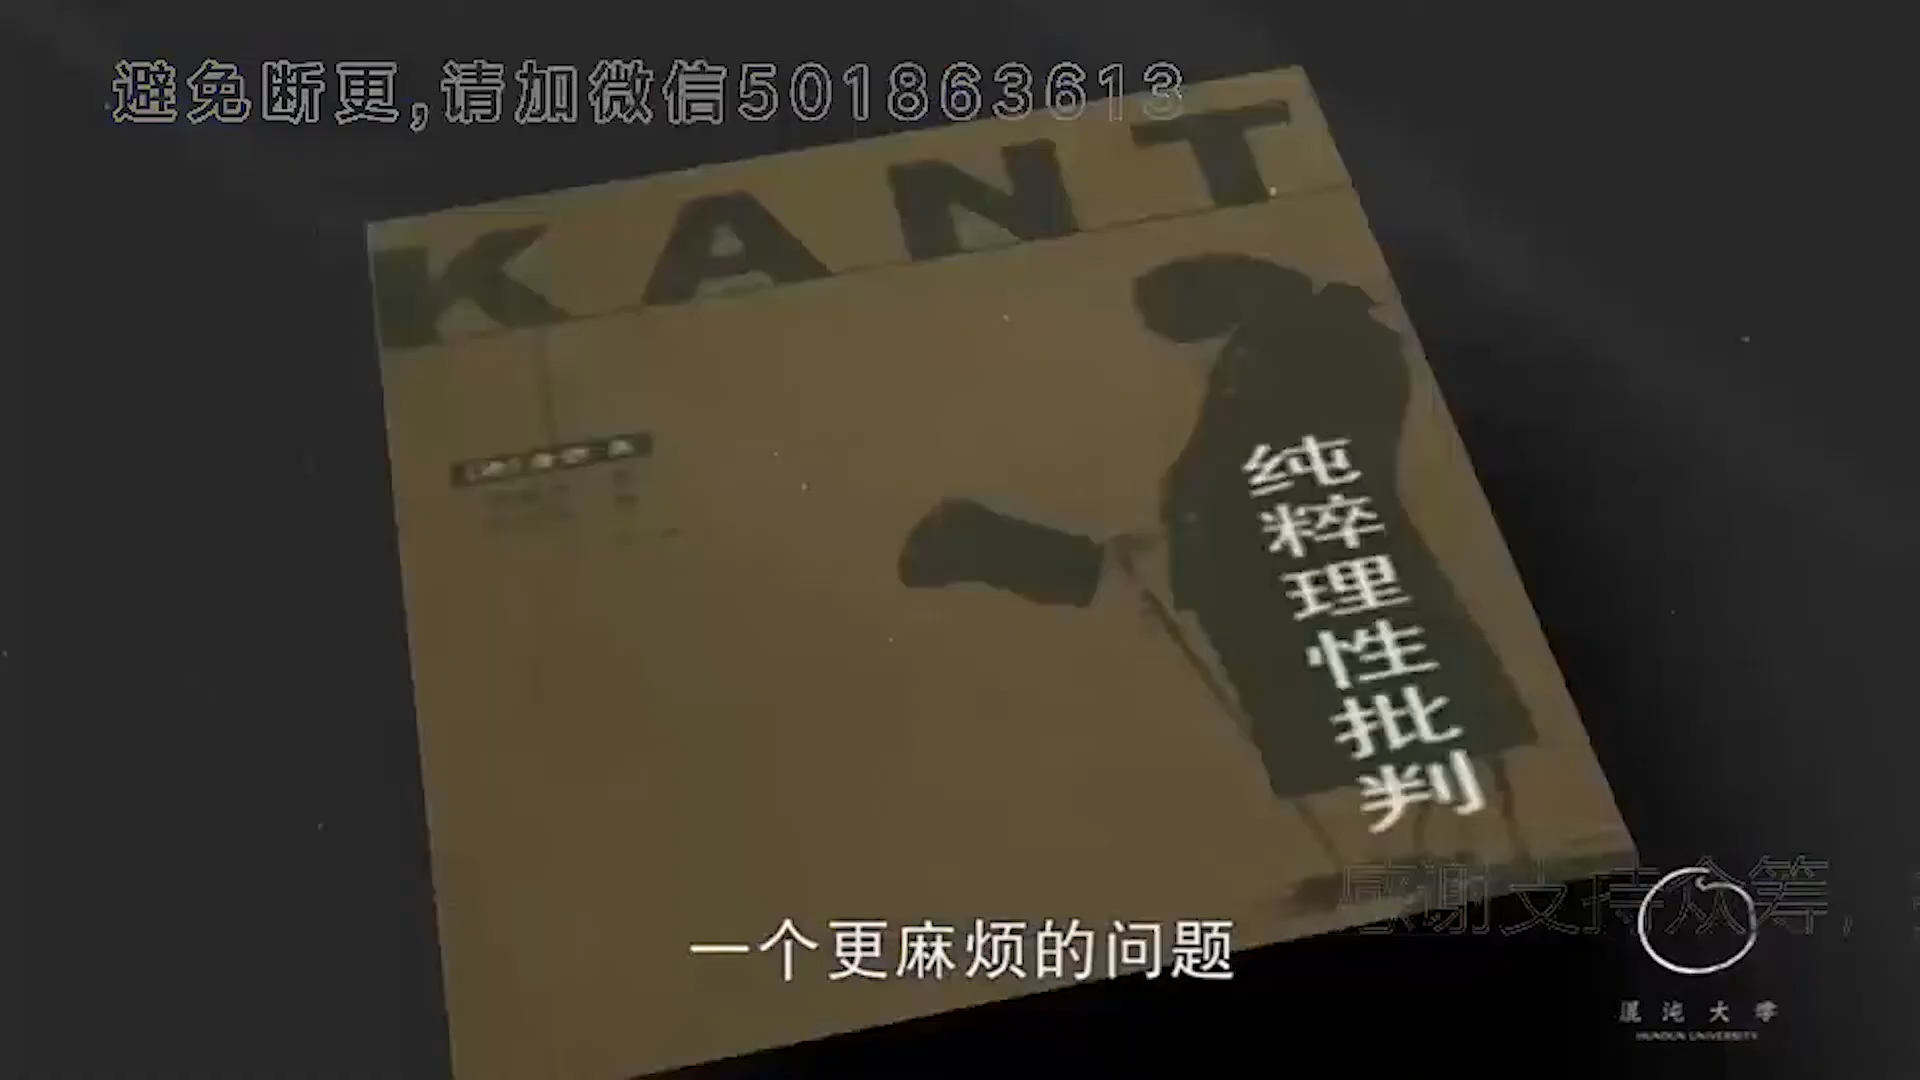 避免断更,请加微信501863613
KANT
纯粹理性批判
感谢支持众筹,
一个更麻烦的问题
混沌大学
HUNDUN UNIVERSITY